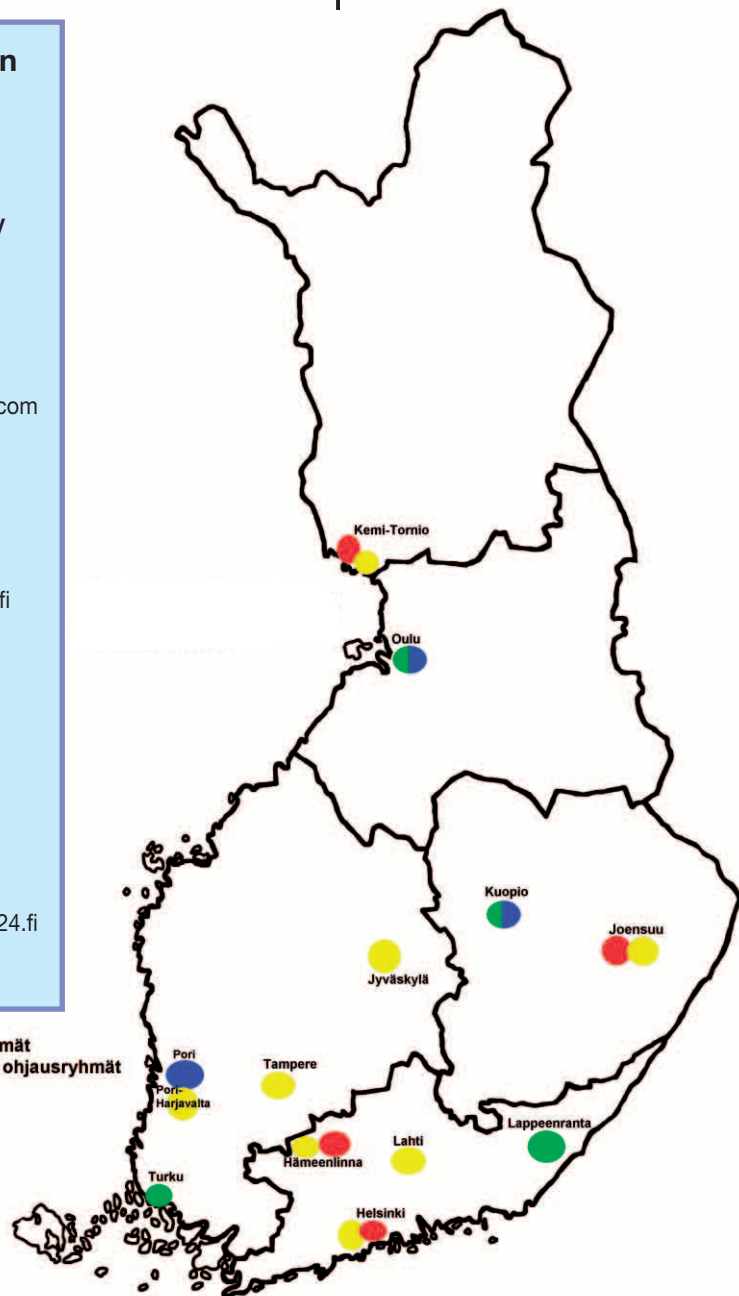 n
y
com
fi
24.fi
mät
ohjausryhmät
Kemi-Tornio
Oulu
Kuopio
Joensuu
Jyväskylä
Pori
Pori-
Harjavalta
Tampere
Hämeenlinna
Lahti
Lappeenranta
Turku
Helsinki